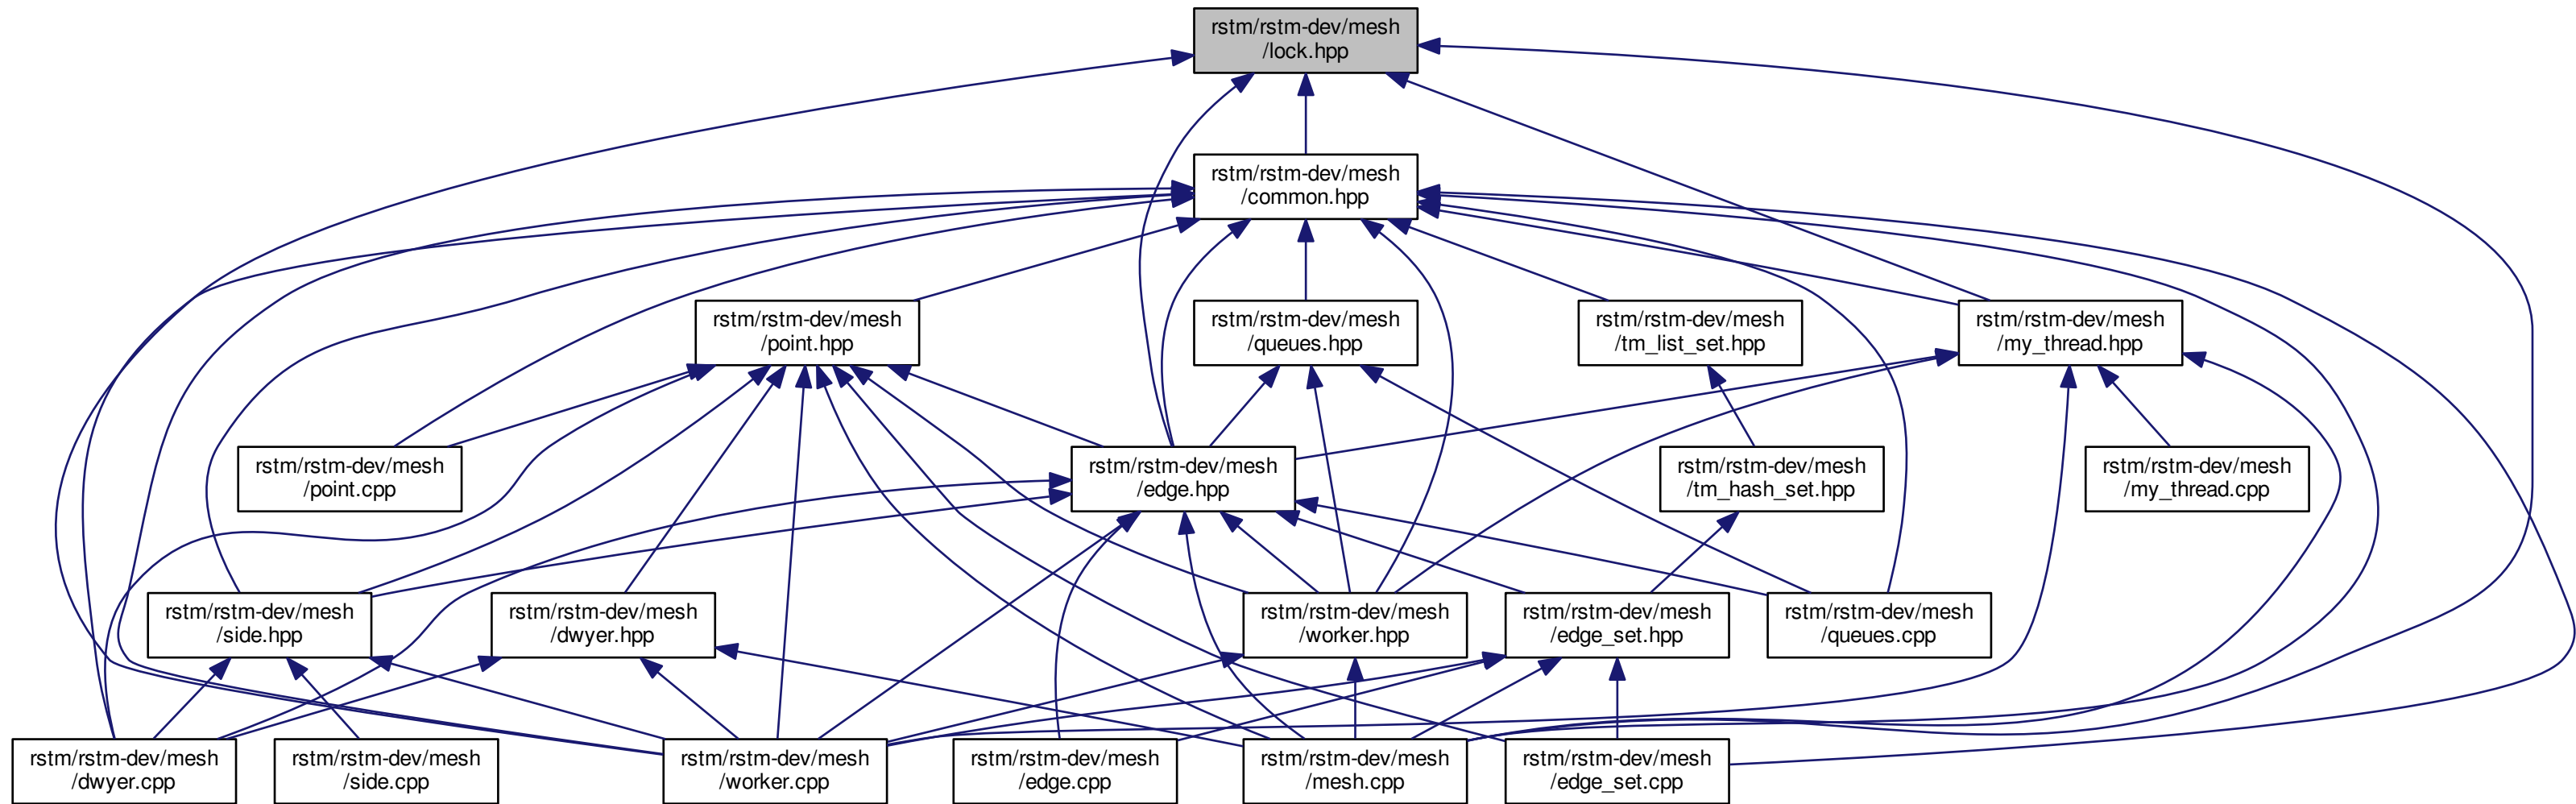 rstm/rstm-dev/mesh
/lock.hpp
rstm/rstm-dev/mesh
/common.hpp
rstm/rstm-dev/mesh
/point.hpp
rstm/rstm-dev/mesh
/queues.hpp
rstm/rstm-dev/mesh
/tm_list_set.hpp
rstm/rstm-dev/mesh
/my_thread.hpp
rstm/rstm-dev/mesh
/point.cpp
rstm/rstm-dev/mesh
/edge.hpp
rstm/rstm-dev/mesh
/tm_hash_set.hpp
rstm/rstm-dev/mesh
/my_thread.cpp
rstm/rstm-dev/mesh
/side.hpp
rstm/rstm-dev/mesh
/dwyer.hpp
rstm/rstm-dev/mesh
/worker.hpp
rstm/rstm-dev/mesh
/edge_set.hpp
rstm/rstm-dev/mesh
/queues.cpp
rstm/rstm-dev/mesh
/dwyer.cpp
rstm/rstm-dev/mesh
/side.cpp
rstm/rstm-dev/mesh
/worker.cpp
rstm/rstm-dev/mesh
/edge.cpp
rstm/rstm-dev/mesh
/mesh.cpp
rstm/rstm-dev/mesh
/edge_set.cpp